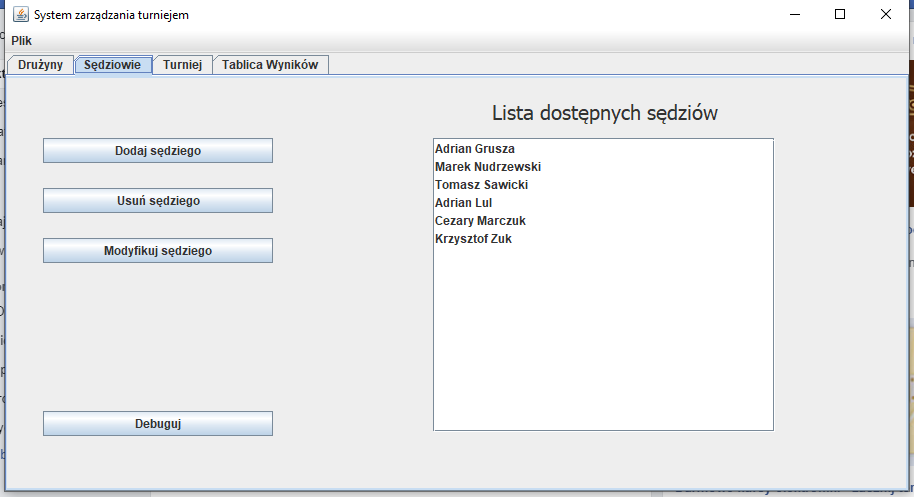 System zarządzania turniejem
Plik
Drużyny
Sędziowie
Turniej
Tablica Wyników
Lista dostępnych sędziów
Dodaj sędziego
Usuń sędziego
Modyfikuj sędziego
Debuguj
Adrian Grusza
Marek Nudrzewski
Tomasz Sawicki
Adrian Lul
Cezary Marczuk
Krzysztof Zuk